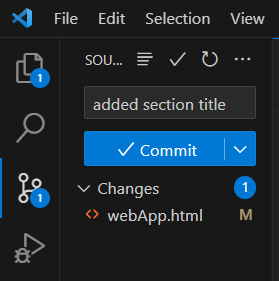 File Edit Selection View
SOU...
1
added section title
Commit
1
Changes 1
webApp.html M